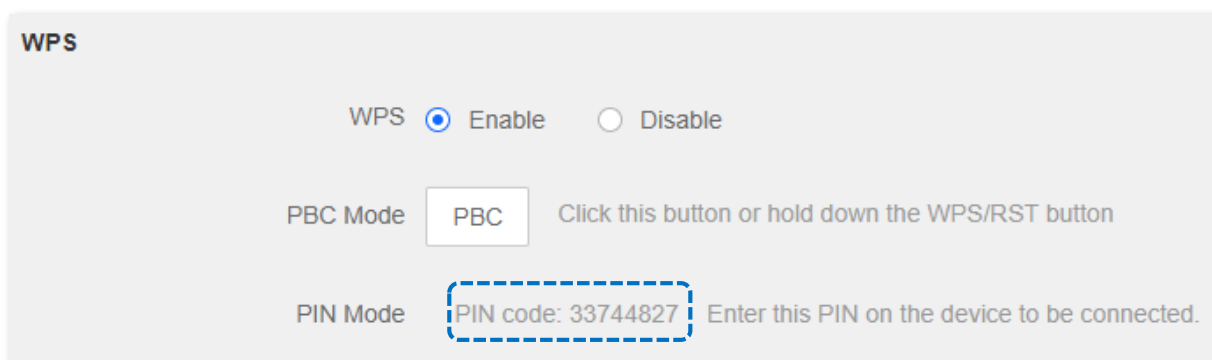 WPS
WPS Enable Disable
PBC Mode PBC Click this button or hold down the WPS/RST button
PIN Mode PIN code: 33744827 Enter this PIN on the device to be connected.